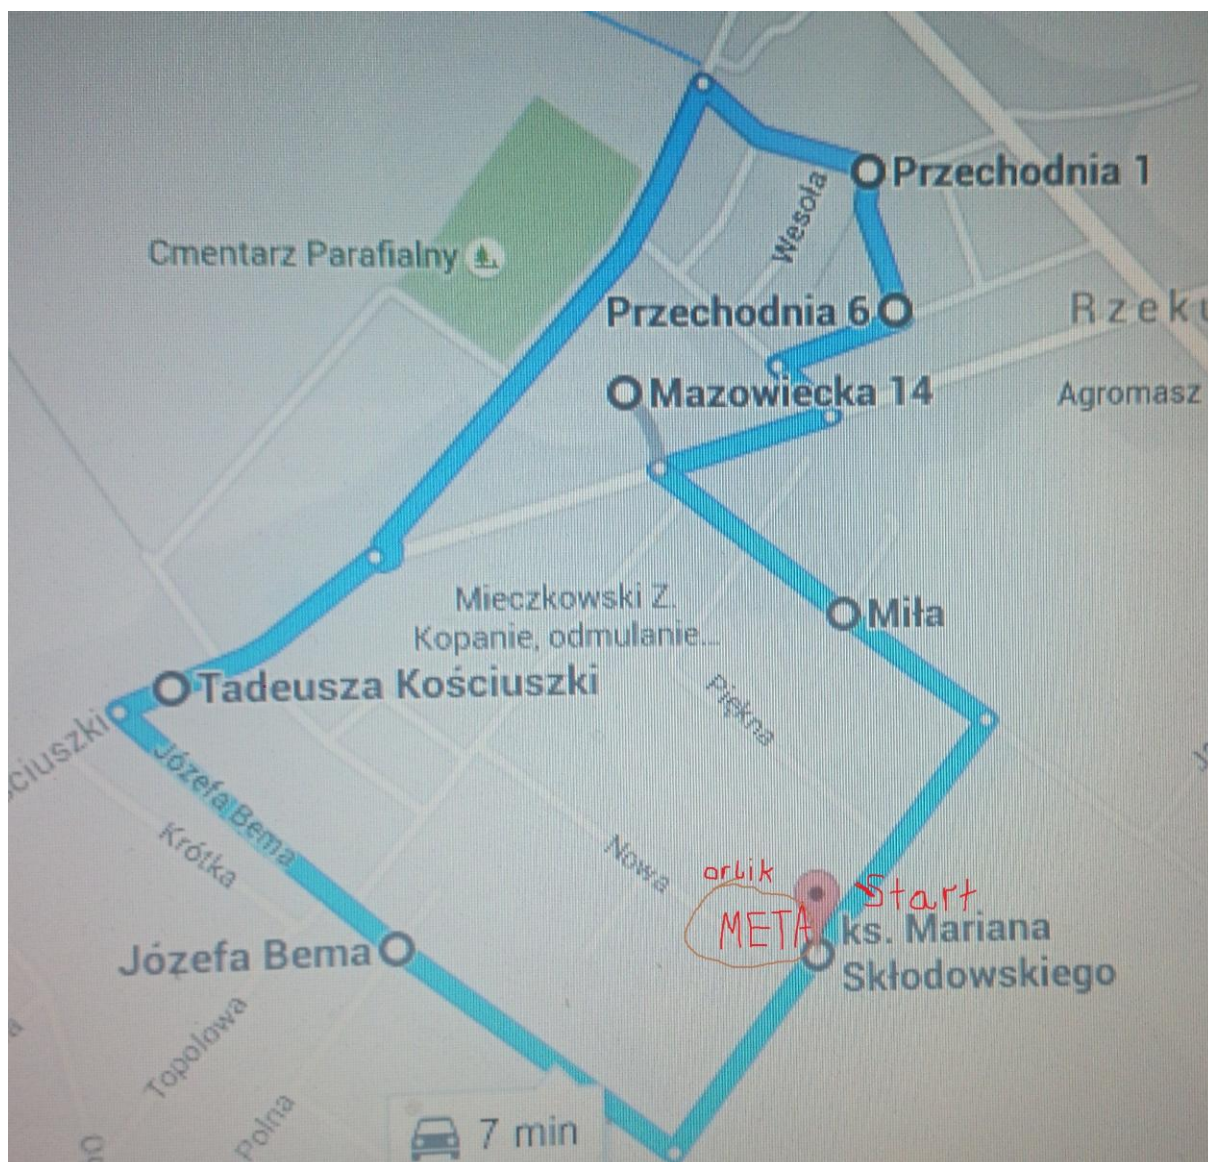 Przechodnia 1
Wesoła
Cmentarz Parafialny
Przechodnia 6
Rzeku
Mazowiecka 14
Agromasz
Mieczkowski Z.
Kopanie, odmulanie...
Miła
Tadeusza Kościuszki
Piękna
ciuszki
Józefa Bema
Krótka
Nowa
orlik
Start
META
ks. Mariana
Skłodowskiego
Józefa Bema
Topolowa
Polna
7 min